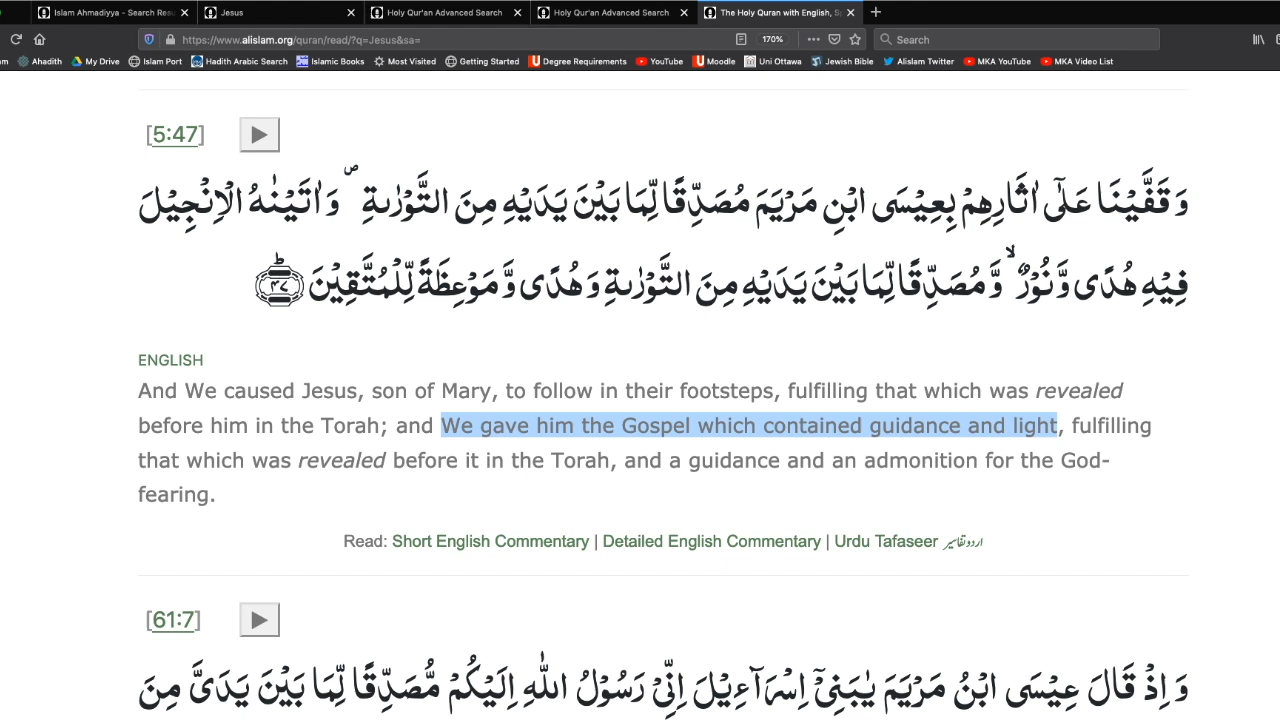 Islam Ahmadiyya - Search Resu
Jesus
Holy Qur'an Advanced Search
Holy Qur'an Advanced Search
The Holy Quran with English, S
https://www.alislam.org/quran/read/?q=Jesus&sa=
170%
Search
Ahadith My Drive Islam Port Hadith Arabic Search Islamic Books Most Visited Getting Started Degree Requirements YouTube Moodle Uni Ottawa Jewish Bible Alislam Twitter MKA YouTube MKA Video List
[5:47]
وَ قَفَّیْنَا عَلٰۤی اٰثَارِهِمْ بِعِیْسَی ابْنِ مَرْیَمَ مُصَدِّقًا لِّمَا بَیْنَ یَدَیْهِ مِنَ التَّوْرٰىةِ ۪ وَ اٰتَیْنٰهُ الْاِنْجِیْلَ
فِیْهِ هُدًی وَّ نُوْرٌ ۙ وَّ مُصَدِّقًا لِّمَا بَیْنَ یَدَیْهِ مِنَ التَّوْرٰىةِ وَ هُدًی وَّ مَوْعِظَةً لِّلْمُتَّقِیْنَ ﴿ؕ۴۷﴾
ENGLISH
And We caused Jesus, son of Mary, to follow in their footsteps, fulfilling that which was revealed
before him in the Torah; and We gave him the Gospel which contained guidance and light, fulfilling
that which was revealed before it in the Torah, and a guidance and an admonition for the God-
fearing.
Read: Short English Commentary | Detailed English Commentary | Urdu Tafaseer اردو تفاسیر
[61:7]
وَ اِذْ قَالَ عِیْسَی ابْنُ مَرْیَمَ یٰبَنِیْۤ اِسْرَآءِیْلَ اِنِّیْ رَسُوْلُ اللّٰهِ اِلَیْكُمْ مُّصَدِّقًا لِّمَا بَیْنَ یَدَیَّ مِنَ